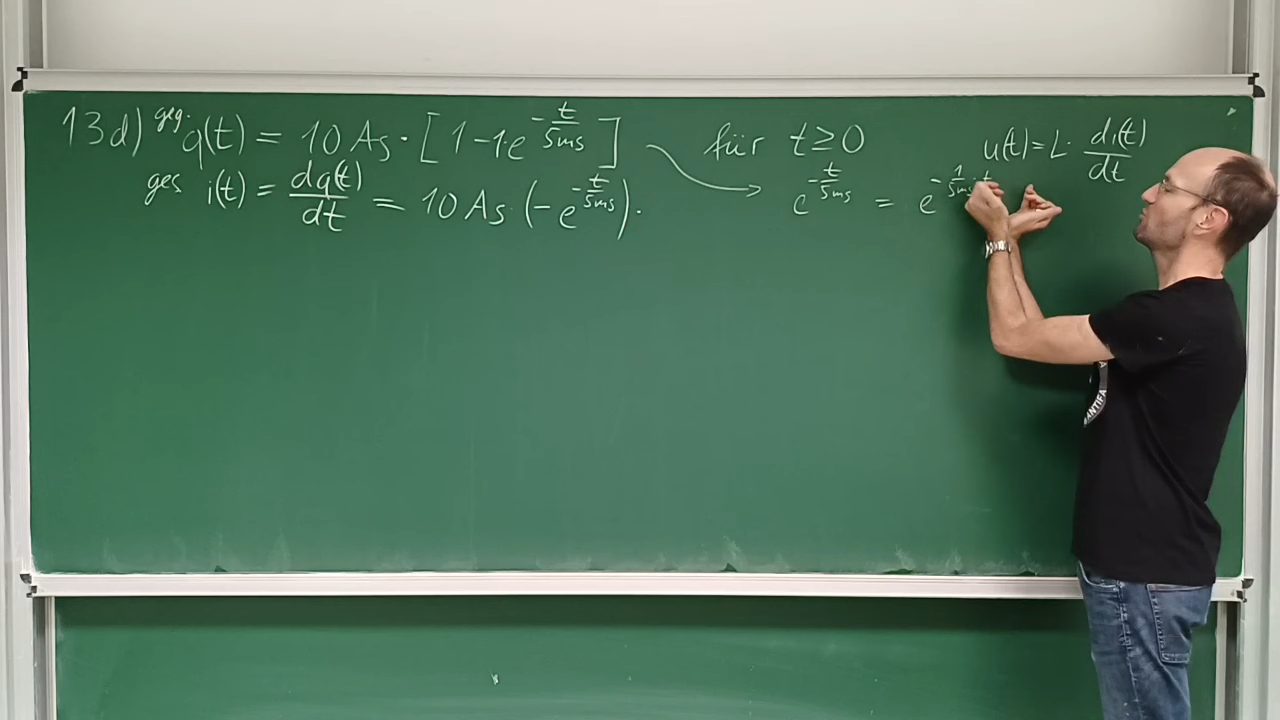 13d) geg. q(t) = 10 As · [1-1·e^{-t/5ms}] für t ≥ 0
u(t) = L · di(t)/dt
ges i(t) = dq(t)/dt = 10 As · (-e^{-t/5ms}) ·
e^{-t/5ms} = e^{-1/5ms · t}
ANTIFA